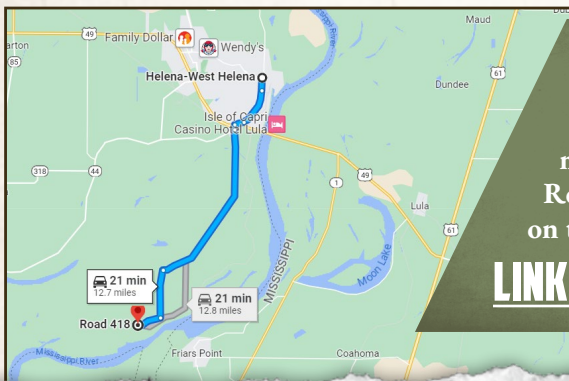 Maud
49
Family Dollar
Wendy's
85
61
Helena-West Helena
Dundee
Isle of Capri
Casino Hotel Lula
318
44
1
49
Lula
61
on t
LINK
MISSISSIPPI
Moon Lake
21 min
12.7 miles
21 min
12.8 miles
Road 418
Mississippi River
Friars Point
Coahoma